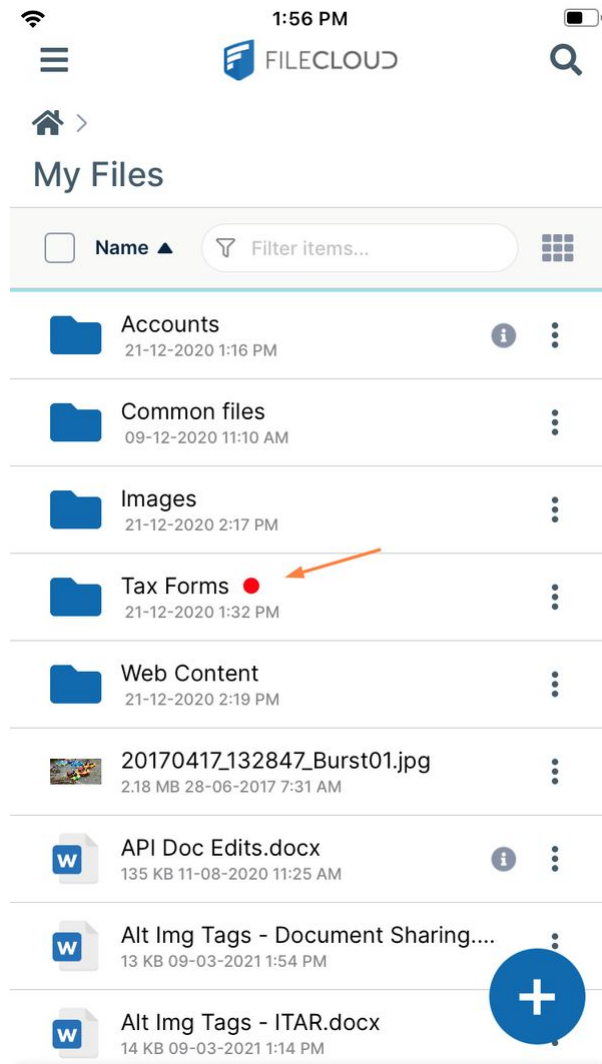 1:56 PM
FILECLOUD
My Files
Name
Filter items...
Accounts
21-12-2020 1:16 PM
Common files
09-12-2020 11:10 AM
Images
21-12-2020 2:17 PM
Tax Forms
21-12-2020 1:32 PM
Web Content
21-12-2020 2:19 PM
20170417_132847_Burst01.jpg
2.18 MB 28-06-2017 7:31 AM
W
API Doc Edits.docx
135 KB 11-08-2020 11:25 AM
W
Alt Img Tags - Document Sharing....
13 KB 09-03-2021 1:54 PM
W
Alt Img Tags - ITAR.docx
14 KB 09-03-2021 1:14 PM